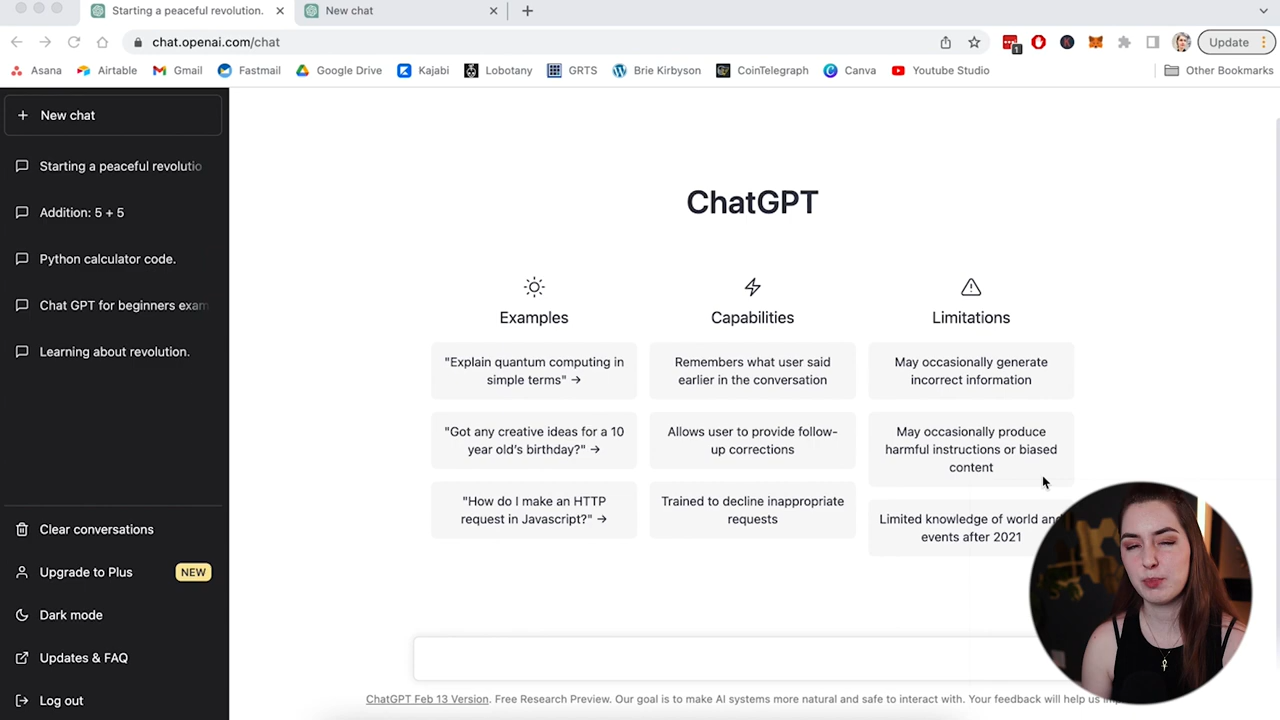 Starting a peaceful revolution.
New chat
chat.openai.com/chat
1
Update
Asana
Airtable
Gmail
Fastmail
Google Drive
Kajabi
Lobotany
GRTS
Brie Kirbyson
CoinTelegraph
Canva
Youtube Studio
Other Bookmarks
New chat
Starting a peaceful revolutio
Addition: 5 + 5
Python calculator code.
Chat GPT for beginners exam
Learning about revolution.
Clear conversations
Upgrade to Plus
NEW
Dark mode
Updates & FAQ
Log out
ChatGPT
Examples
"Explain quantum computing in
simple terms" →
"Got any creative ideas for a 10
year old's birthday?" →
"How do I make an HTTP
request in Javascript?" →
Capabilities
Remembers what user said
earlier in the conversation
Allows user to provide follow-
up corrections
Trained to decline inappropriate
requests
Limitations
May occasionally generate
incorrect information
May occasionally produce
harmful instructions or biased
content
Limited knowledge of world and
events after 2021
ChatGPT Feb 13 Version. Free Research Preview. Our goal is to make AI systems more natural and safe to interact with. Your feedback will help us